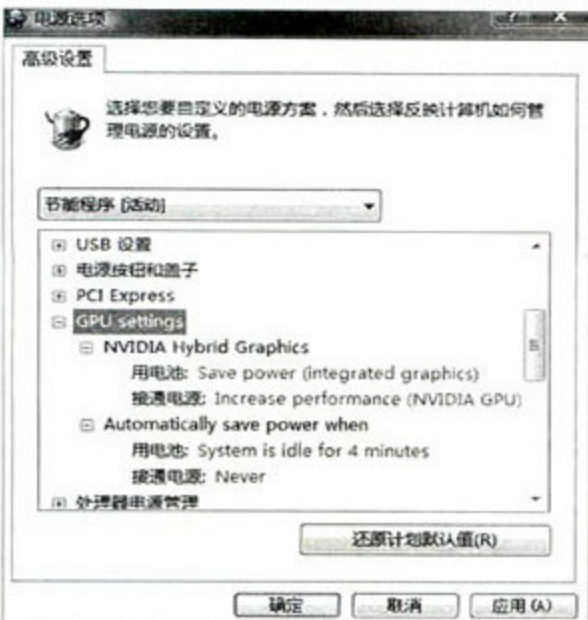 电源选项
高级设置
选择您要自定义的电源方案，然后选择反映计算机如何管
理电源的设置。
节能程序 [活动]
USB 设置
电源按钮和盖子
PCI Express
GPU settings
NVIDIA Hybrid Graphics
用电池: Save power (integrated graphics)
接通电源: Increase performance (NVIDIA GPU)
Automatically save power when
用电池: System is idle for 4 minutes
接通电源: Never
处理器电源管理
还原计划默认值(R)
确定 取消 应用(A)